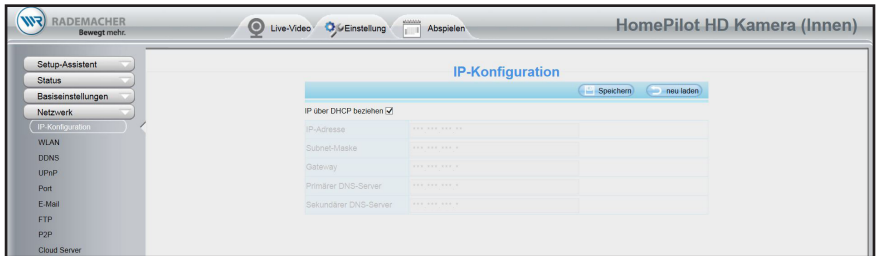 RADEMACHER
Bewegt mehr.
Live-Video Einstellung Abspielen
HomePilot HD Kamera (Innen)
Setup-Assistent
Status
Basiseinstellungen
Netzwerk
IP-Konfiguration
WLAN
DDNS
UPnP
Port
E-Mail
FTP
P2P
Cloud Server
IP-Konfiguration
Speichern neu laden
IP über DHCP beziehen
IP-Adresse *** *** *** **
Subnet-Maske *** *** *** *
Gateway *** *** *** *
Primärer DNS-Server *** *** *** *
Sekundärer DNS-Server *** *** *** *